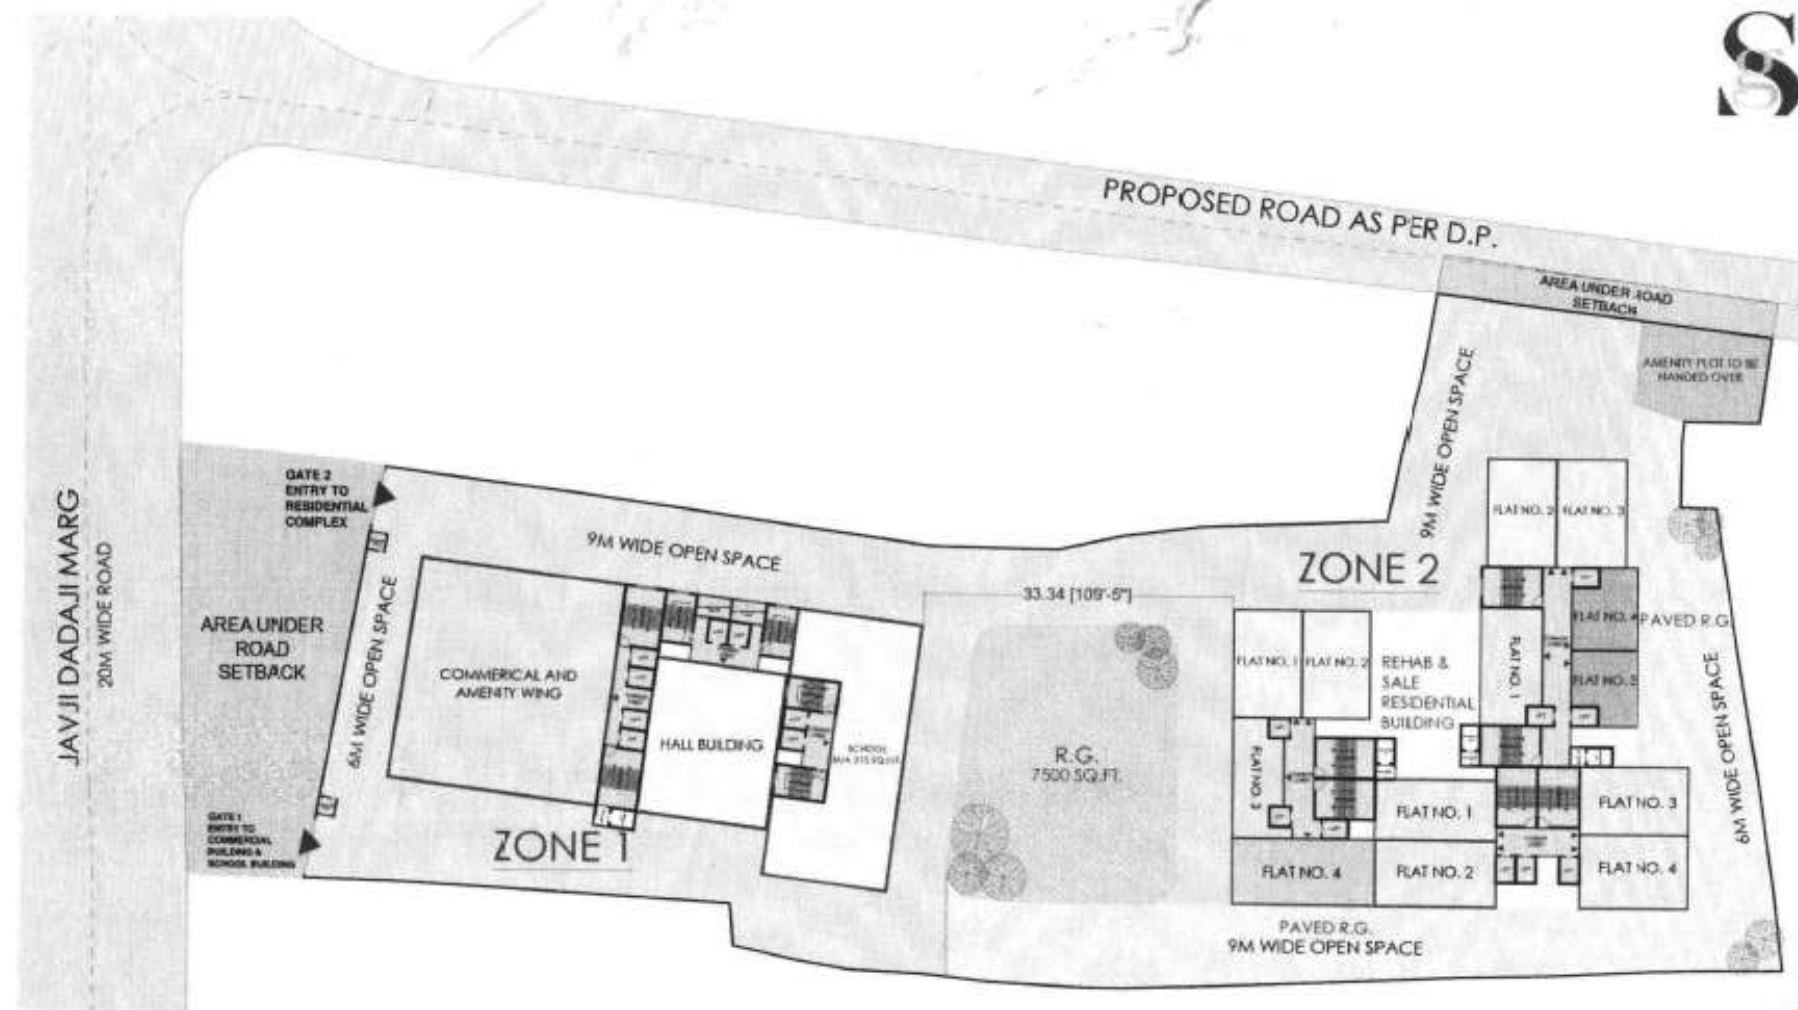 PROPOSED ROAD AS PER D.P.
AREA UNDER ROAD
SETBACK
AMENITY PLOT TO BE
HANDED OVER
JAVJI DADAJI MARG
20M WIDE ROAD
GATE 2
ENTRY TO
RESIDENTIAL
COMPLEX
AREA UNDER
ROAD
SETBACK
GATE 1
ENTRY TO
COMMERCIAL
BUILDING &
SCHOOL BUILDING
6M WIDE OPEN SPACE
9M WIDE OPEN SPACE
COMMERICAL AND
AMENITY WING
HALL BUILDING
SCHOOL
ZONE 1
33.34 [109'-5"]
R.G.
7500 SQ.FT.
ZONE 2
9M WIDE OPEN SPACE
FLAT NO. 2
FLAT NO. 3
FLAT NO. 1
FLAT NO. 4
FLAT NO. 5
PAVED R.G.
6M WIDE OPEN SPACE
FLAT NO. 1
FLAT NO. 2
REHAB &
SALE
RESIDENTIAL
BUILDING
FLAT NO. 3
FLAT NO. 4
FLAT NO. 1
FLAT NO. 2
FLAT NO. 3
FLAT NO. 4
PAVED R.G.
9M WIDE OPEN SPACE